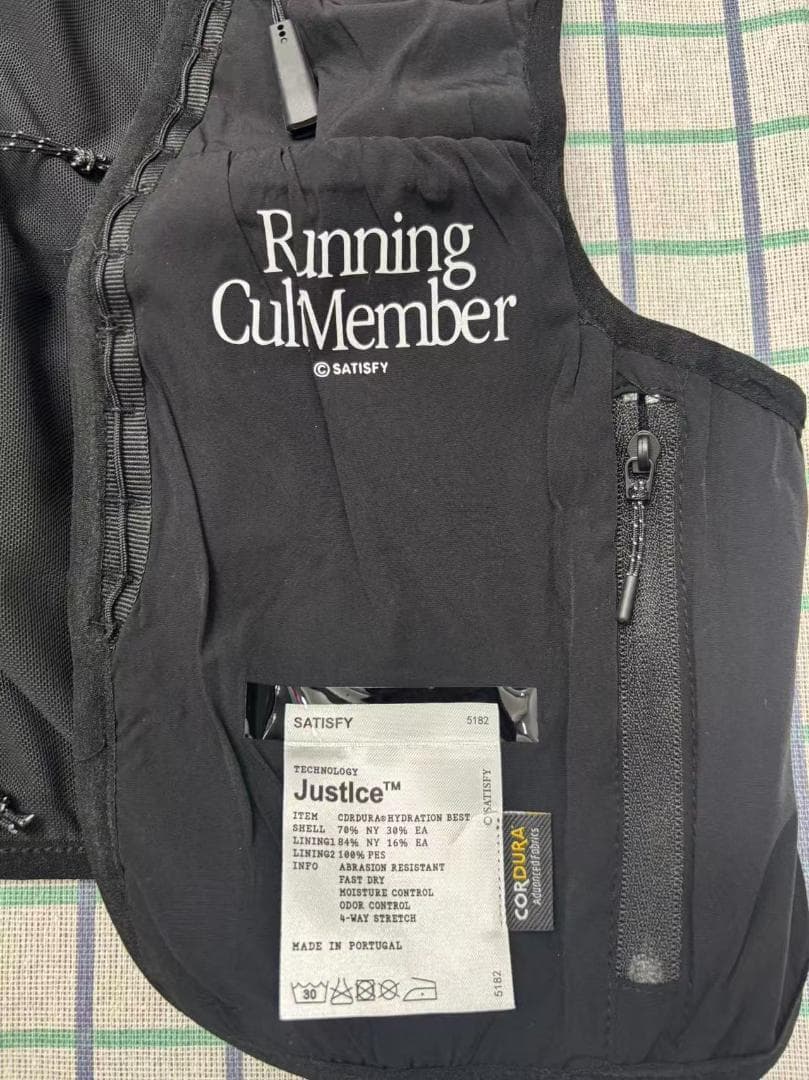 Running
CulMember
© SATISFY
SATISFY 5182
TECHNOLOGY
JustIce™
ITEM CDRDURA® HYDRATION BEST
SHELL 70% NY 30% EA
LINING1 84% NY 16% EA
LINING2 100% PES
INFO ABRASION RESISTANT
FAST DRY
MOISTURE CONTROL
ODOR CONTROL
4-WAY STRETCH
MADE IN PORTUGAL
30
© SATISFY
5182
CORDURA
Advanced Fabrics